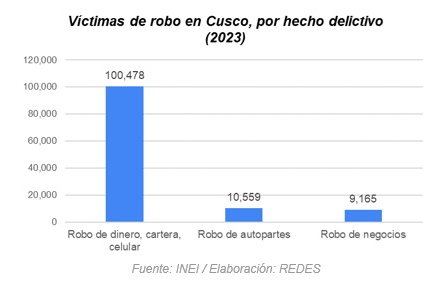 Víctimas de robo en Cusco, por hecho delictivo
(2023)
120,000
100,478
100,000
80,000
60,000
40,000
20,000
10,559
9,165
0
Robo de dinero, cartera,
celular
Robo de autopartes
Robo de negocios
Fuente: INEI / Elaboración: REDES